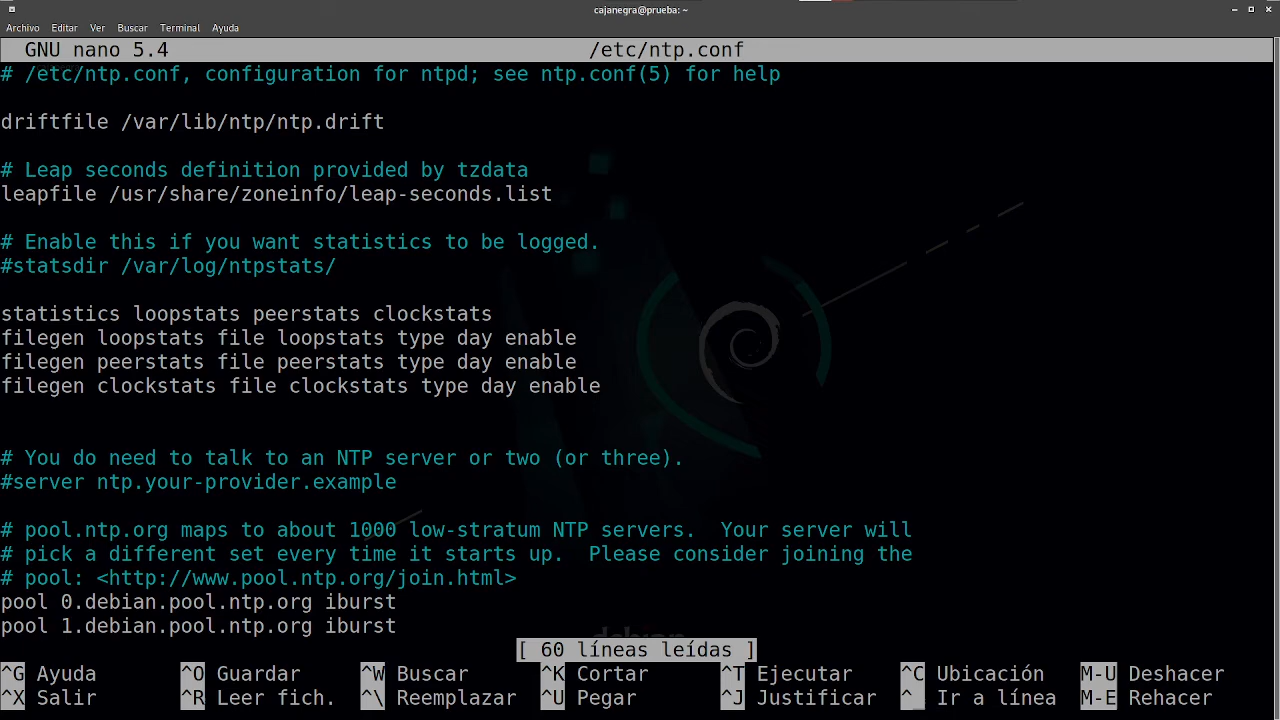 cajanegra@prueba: ~
Archivo Editar Ver Buscar Terminal Ayuda
GNU nano 5.4 /etc/ntp.conf
# /etc/ntp.conf, configuration for ntpd; see ntp.conf(5) for help
driftfile /var/lib/ntp/ntp.drift
# Leap seconds definition provided by tzdata
leapfile /usr/share/zoneinfo/leap-seconds.list
# Enable this if you want statistics to be logged.
#statsdir /var/log/ntpstats/
statistics loopstats peerstats clockstats
filegen loopstats file loopstats type day enable
filegen peerstats file peerstats type day enable
filegen clockstats file clockstats type day enable
# You do need to talk to an NTP server or two (or three).
#server ntp.your-provider.example
# pool.ntp.org maps to about 1000 low-stratum NTP servers.  Your server will
# pick a different set every time it starts up.  Please consider joining the
# pool: <http://www.pool.ntp.org/join.html>
pool 0.debian.pool.ntp.org iburst
pool 1.debian.pool.ntp.org iburst
[ 60 líneas leídas ]
^G Ayuda ^O Guardar ^W Buscar ^K Cortar ^T Ejecutar ^C Ubicación M-U Deshacer
^X Salir ^R Leer fich. ^\ Reemplazar ^U Pegar ^J Justificar ^_ Ir a línea M-E Rehacer